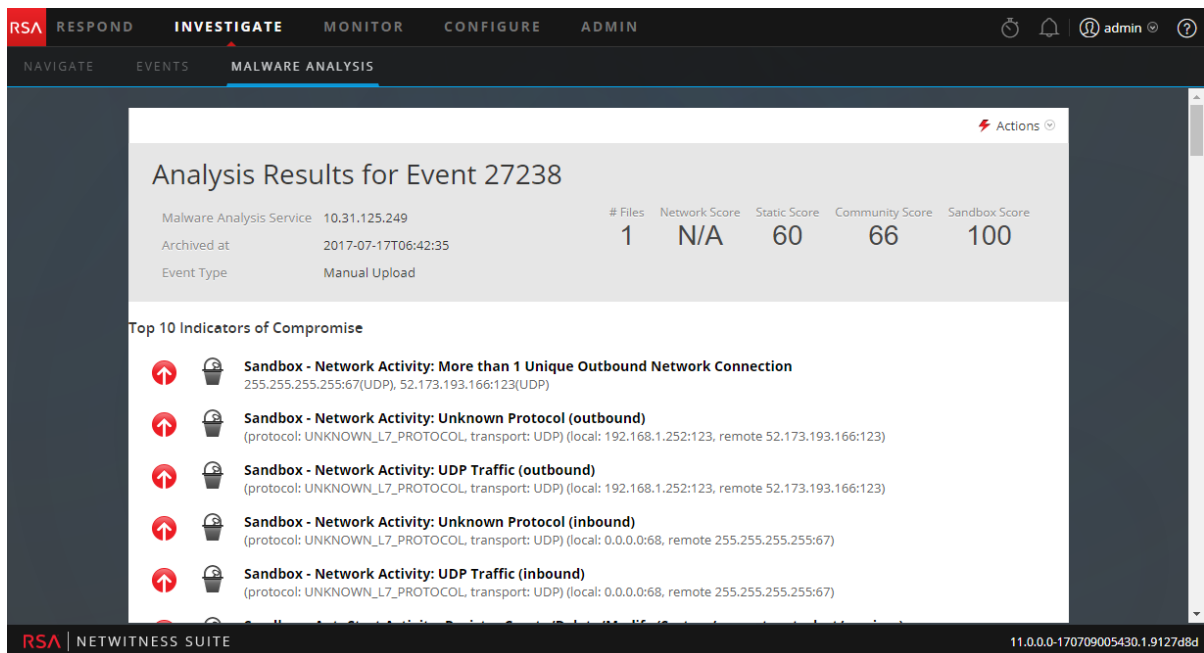 RSA RESPOND INVESTIGATE MONITOR CONFIGURE ADMIN admin ?
NAVIGATE EVENTS MALWARE ANALYSIS
Actions
Analysis Results for Event 27238
Malware Analysis Service 10.31.125.249
Archived at 2017-07-17T06:42:35
Event Type Manual Upload
# Files Network Score Static Score Community Score Sandbox Score
1 N/A 60 66 100
Top 10 Indicators of Compromise
Sandbox - Network Activity: More than 1 Unique Outbound Network Connection
255.255.255.255:67(UDP), 52.173.193.166:123(UDP)
Sandbox - Network Activity: Unknown Protocol (outbound)
(protocol: UNKNOWN_L7_PROTOCOL, transport: UDP) (local: 192.168.1.252:123, remote 52.173.193.166:123)
Sandbox - Network Activity: UDP Traffic (outbound)
(protocol: UNKNOWN_L7_PROTOCOL, transport: UDP) (local: 192.168.1.252:123, remote 52.173.193.166:123)
Sandbox - Network Activity: Unknown Protocol (inbound)
(protocol: UNKNOWN_L7_PROTOCOL, transport: UDP) (local: 0.0.0.0:68, remote 255.255.255.255:67)
Sandbox - Network Activity: UDP Traffic (inbound)
(protocol: UNKNOWN_L7_PROTOCOL, transport: UDP) (local: 0.0.0.0:68, remote 255.255.255.255:67)
RSA NETWITNESS SUITE 11.0.0.0-170709005430.1.9127d8d